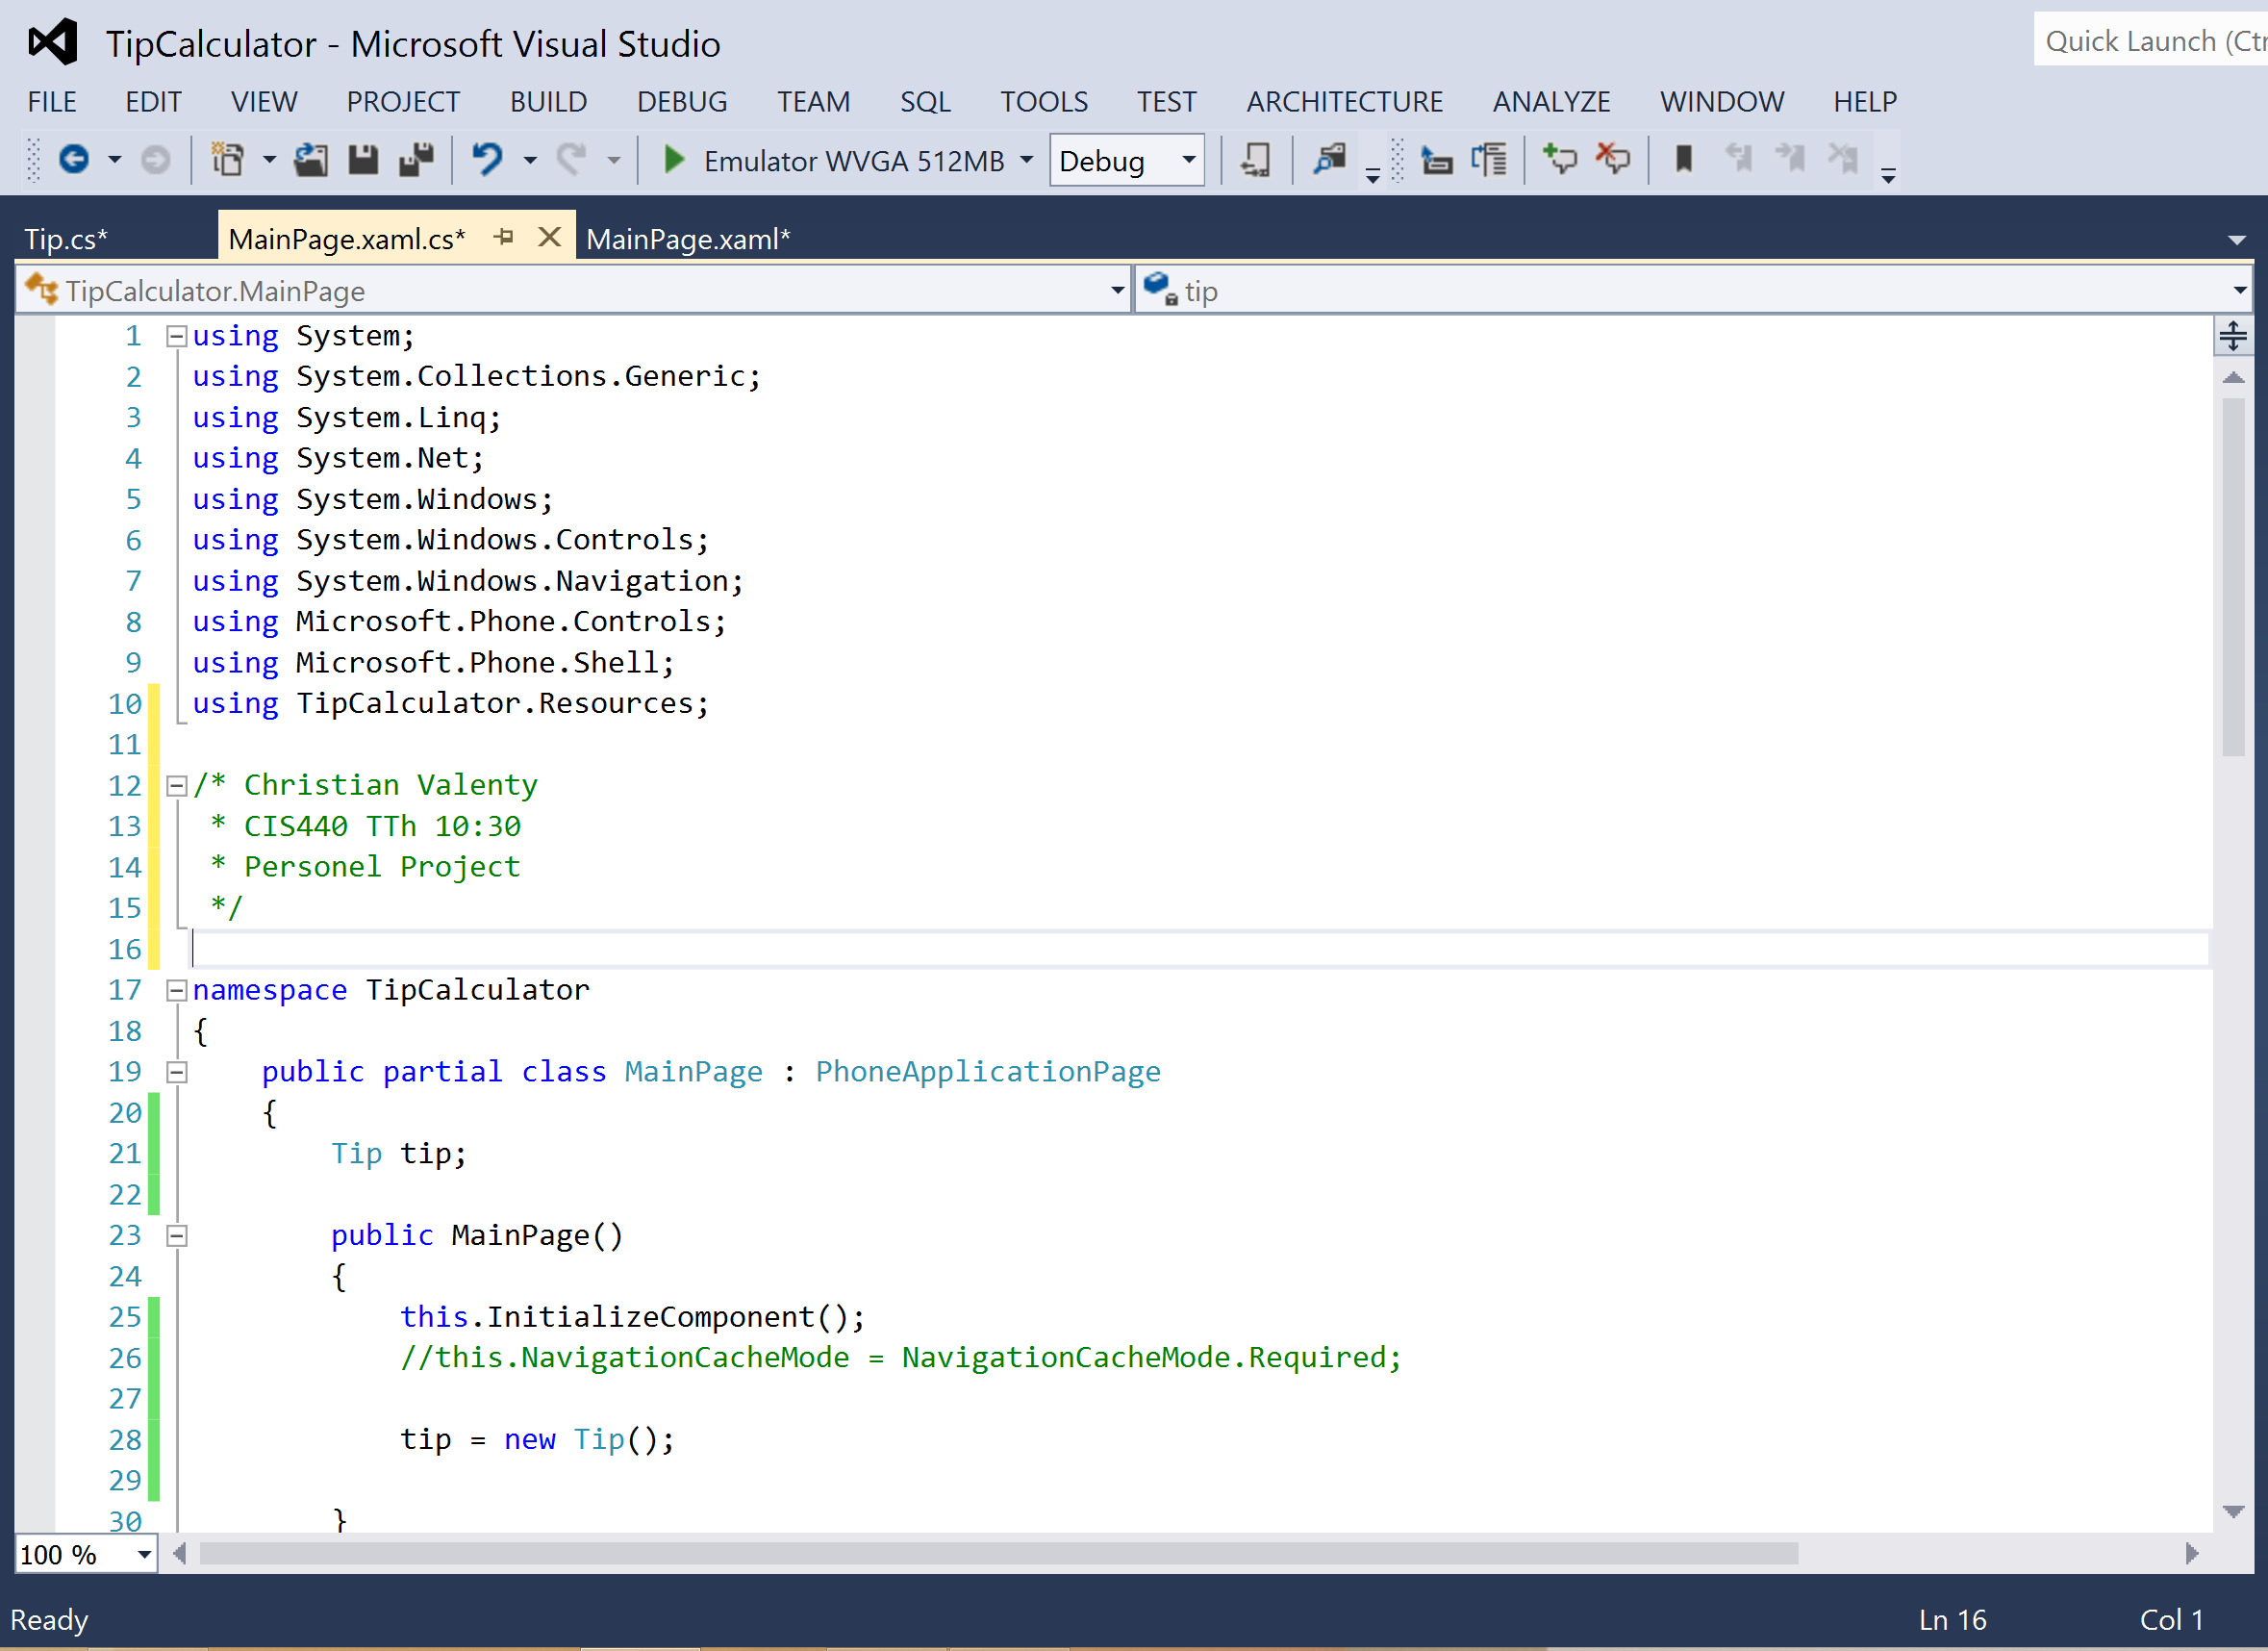 TipCalculator - Microsoft Visual Studio
Quick Launch (Ctr
FILE EDIT VIEW PROJECT BUILD DEBUG TEAM SQL TOOLS TEST ARCHITECTURE ANALYZE WINDOW HELP
Emulator WVGA 512MB Debug
Tip.cs* MainPage.xaml.cs* MainPage.xaml*
TipCalculator.MainPage tip
1 using System;
2 using System.Collections.Generic;
3 using System.Linq;
4 using System.Net;
5 using System.Windows;
6 using System.Windows.Controls;
7 using System.Windows.Navigation;
8 using Microsoft.Phone.Controls;
9 using Microsoft.Phone.Shell;
10 using TipCalculator.Resources;
11
12 /* Christian Valenty
13 * CIS440 TTh 10:30
14 * Personel Project
15 */
16
17 namespace TipCalculator
18 {
19 public partial class MainPage : PhoneApplicationPage
20 {
21 Tip tip;
22
23 public MainPage()
24 {
25 this.InitializeComponent();
26 //this.NavigationCacheMode = NavigationCacheMode.Required;
27
28 tip = new Tip();
29
30 }
100 %
Ready Ln 16 Col 1